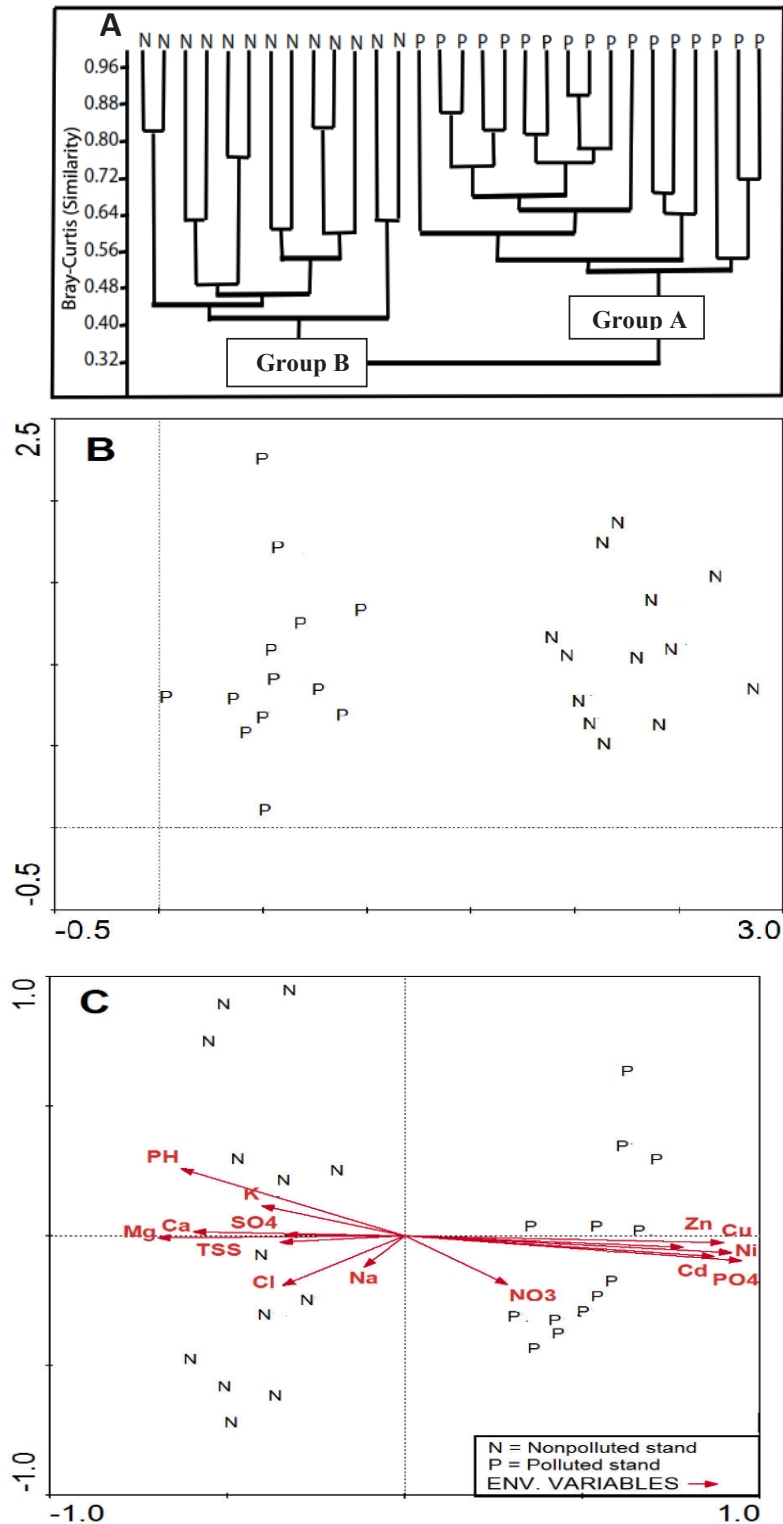 A
N N N N N N N N N N N N N P P P P P P P P P P P P P P P P P
Bray-Curtis (Similarity)
0.96
0.88
0.80
0.72
0.64
0.56
0.48
0.40
0.32
Group A
Group B
2.5
B
P
N
P N
N
N
P
P
N
P N
N N
P
P N
P P
N
P P
N N
P
N
P
-0.5
-0.5
3.0
1.0
C
N
N
N
P
P
P
N
N
N
PH
K
P P P
Ca
SO4
Zn Cu
Mg
TSS
Ni
N
Cd PO4
Cl Na
P
NO3
P
N
N
P P P
P
P
N
N N
N
N = Nonpolluted stand
P = Polluted stand
ENV. VARIABLES
-1.0
-1.0
1.0